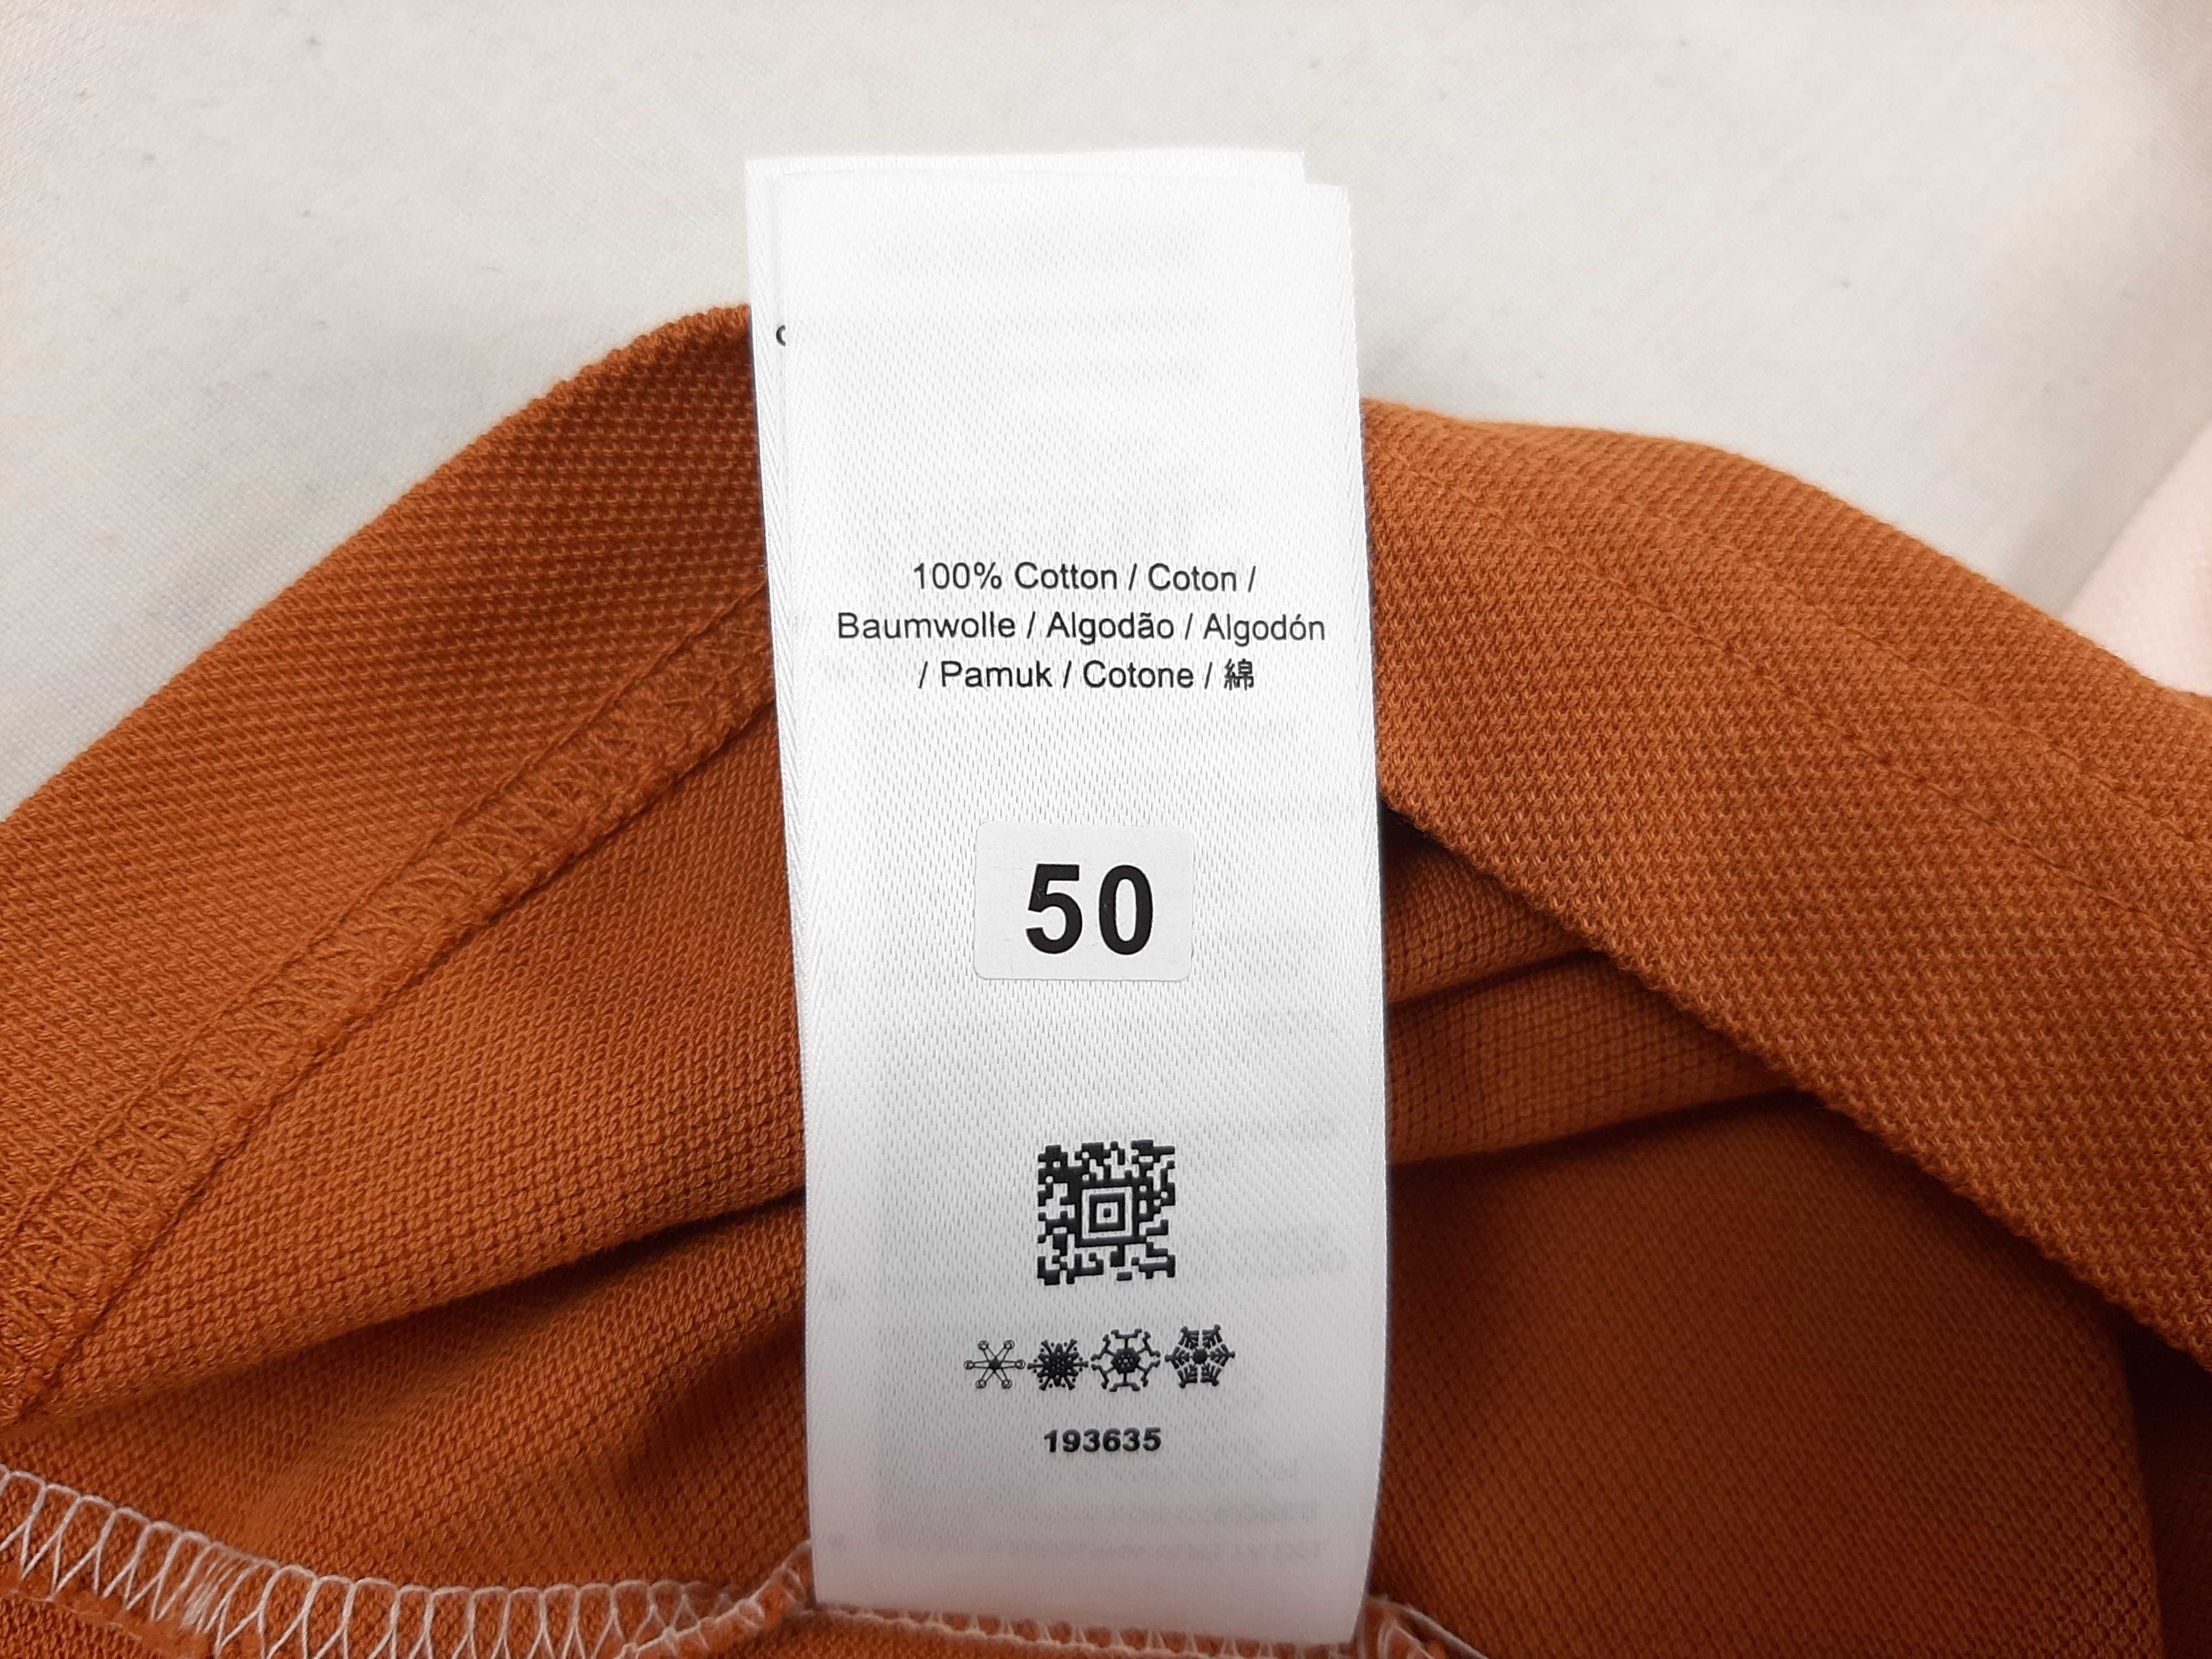 100% Cotton / Coton /
Baumwolle / Algodão / Algodón
/ Pamuk / Cotone / 綿
50
193635